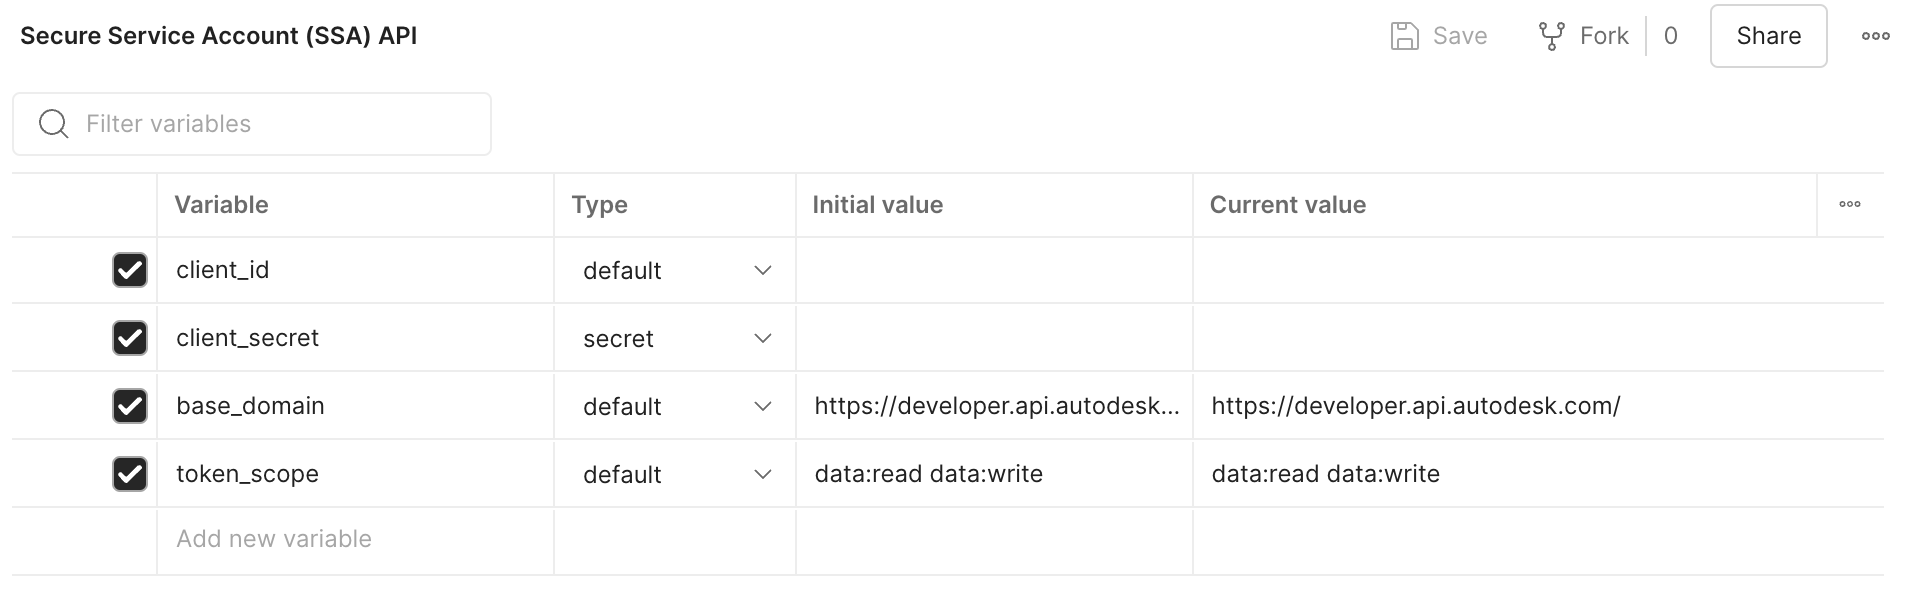 Secure Service Account (SSA) API
Save
Fork
0
Share
Filter variables
Variable Type Initial value Current value
client_id default
client_secret secret
base_domain default https://developer.api.autodesk... https://developer.api.autodesk.com/
token_scope default data:read data:write data:read data:write
Add new variable